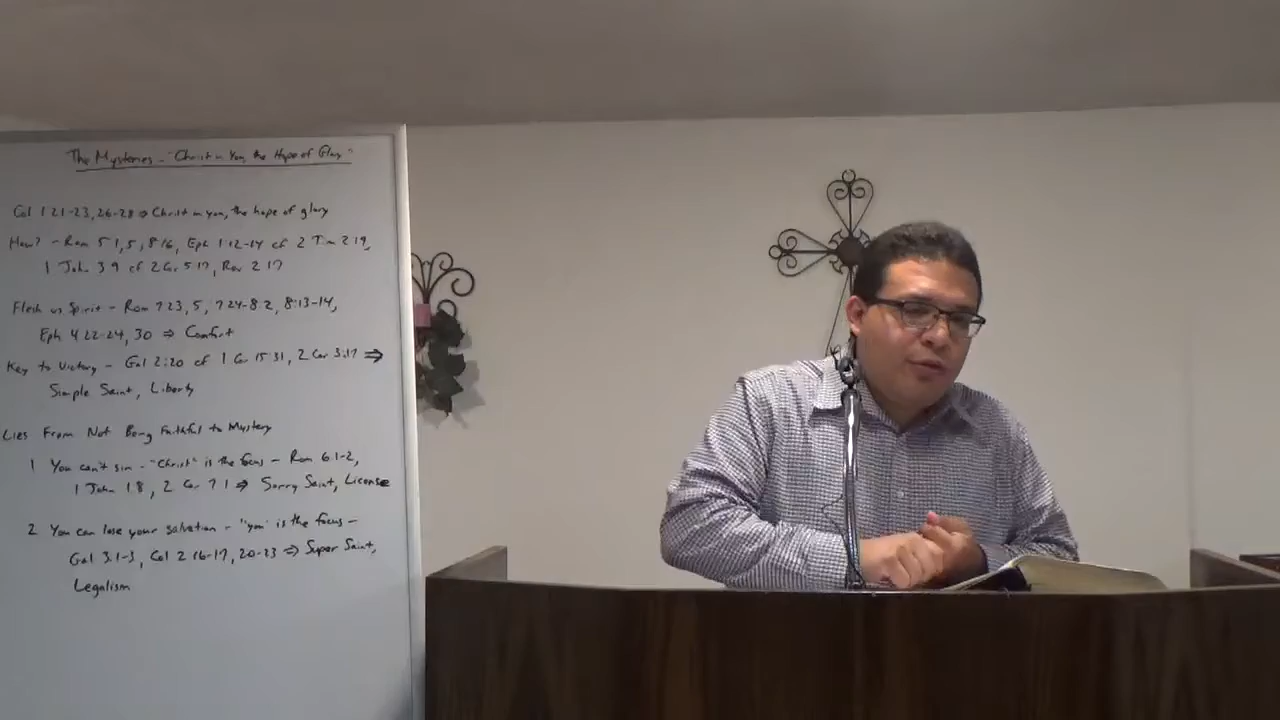 The Mysteries - "Christ in You, the Hope of Glory"
Col 1 21-23, 26-28 ⇒ Christ in you, the hope of glory
How? - Rom 5 1, 5, 8 16, Eph 1 12-14 cf 2 Tim 2 19,
1 John 3 9 cf 2 Cor 5 17, Rev 2 17
Flesh vs Spirit - Rom 7 23, 5, 7 24-8 2, 8:13-14,
Eph 4 22-24, 30 ⇒ Comfort
Key to Victory - Gal 2:20 cf 1 Cor 15 31, 2 Cor 3:17 ⇒
Simple Saint, Liberty
Lies From Not Being Faithful to Mystery
1 You can't sin - "Christ" is the focus - Rom 6 1-2,
1 John 1 8, 2 Cor 7 1 ⇒ Sorry Saint, License
2 You can lose your salvation - "you" is the focus -
Gal 3 1-3, Col 2 16-17, 20-23 ⇒ Super Saint,
Legalism